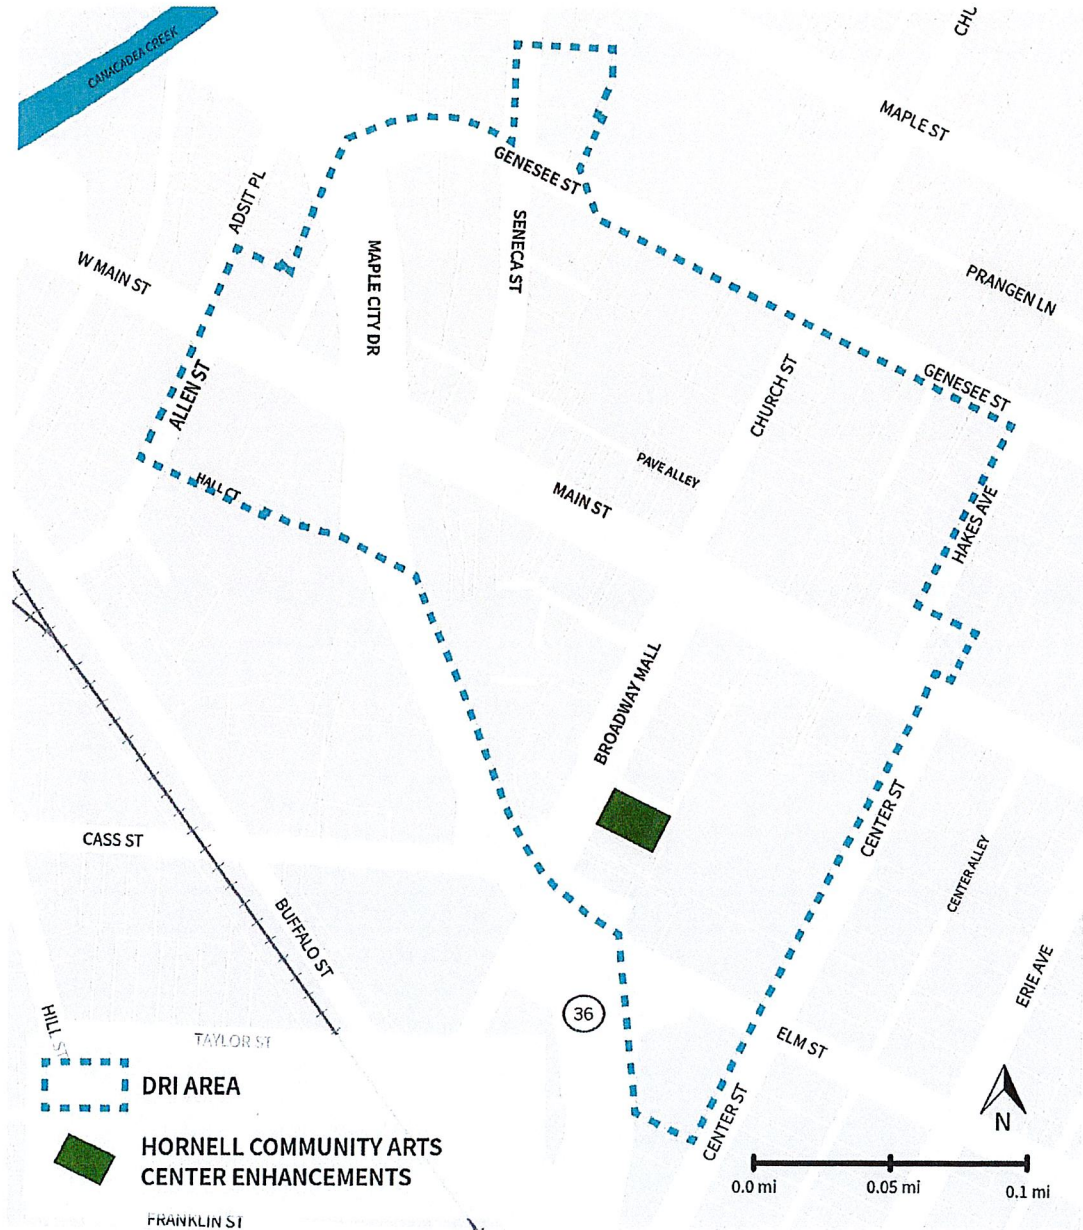 CHU
CANACADEA CREEK
MAPLE ST
GENESEE ST
ADSIT PL
SENECA ST
MAPLE CITY DR
W MAIN ST
PRANGEN LN
ALLEN ST
CHURCH ST
GENESEE ST
PAVE ALLEY
HALL CT
MAIN ST
HAKES AVE
BROADWAY MALL
CASS ST
CENTER ST
CENTER ALLEY
BUFFALO ST
ERIE AVE
36
HILL ST
TAYLOR ST
ELM ST
DRI AREA
CENTER ST
N
HORNELL COMMUNITY ARTS
CENTER ENHANCEMENTS
0.0 mi
0.05 mi
0.1 mi
FRANKLIN ST